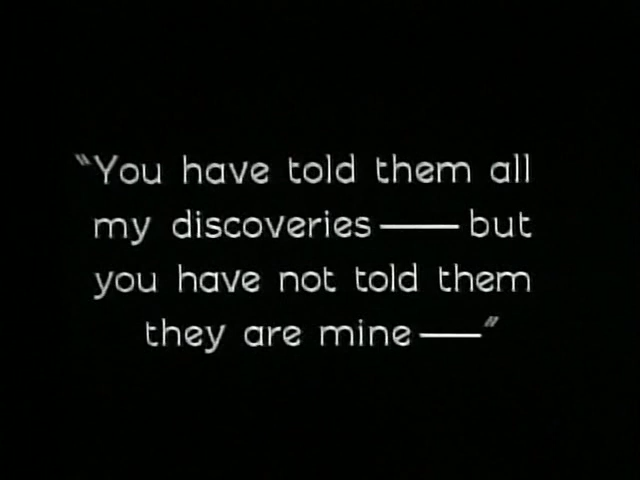 "You have told them all
my discoveries — but
you have not told them
they are mine —"